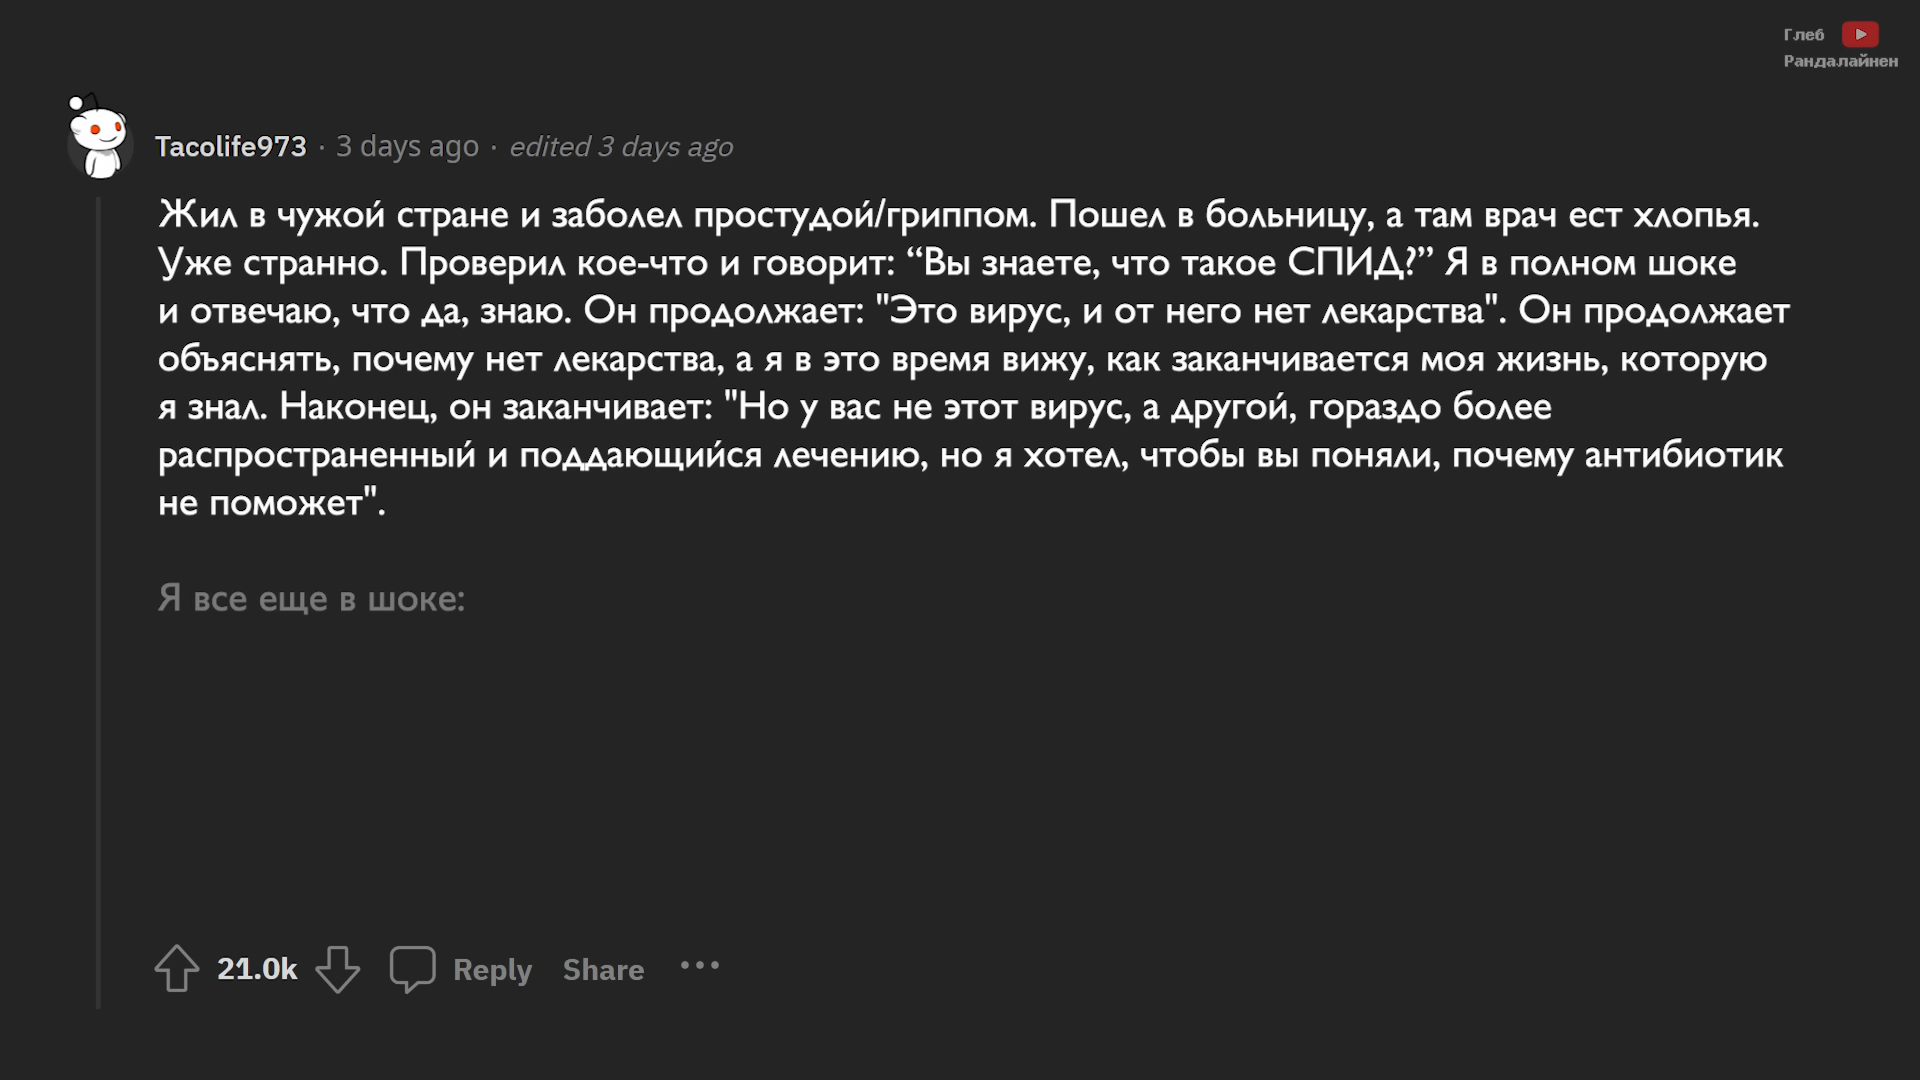 Глеб
Рандалайнен
Tacolife973 · 3 days ago · edited 3 days ago
Жил в чужой стране и заболел простудой/гриппом. Пошел в больницу, а там врач ест хлопья.
Уже странно. Проверил кое-что и говорит: “Вы знаете, что такое СПИД?” Я в полном шоке
и отвечаю, что да, знаю. Он продолжает: "Это вирус, и от него нет лекарства". Он продолжает
объяснять, почему нет лекарства, а я в это время вижу, как заканчивается моя жизнь, которую
я знал. Наконец, он заканчивает: "Но у вас не этот вирус, а другой, гораздо более
распространенный и поддающийся лечению, но я хотел, чтобы вы поняли, почему антибиотик
не поможет".
Я все еще в шоке:
21.0k Reply Share ···